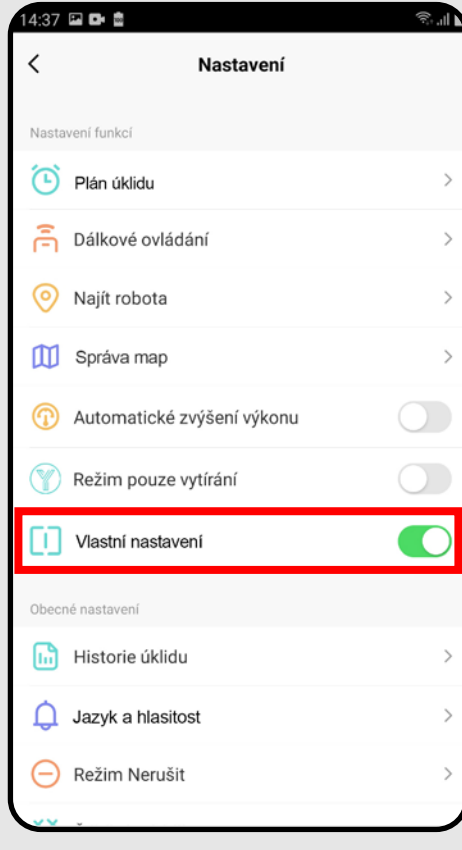 14:37
Nastavení
Nastavení funkcí
Plán úklidu
Dálkové ovládání
Najít robota
Správa map
Automatické zvýšení výkonu
Režim pouze vytírání
Vlastní nastavení
Obecné nastavení
Historie úklidu
Jazyk a hlasitost
Režim Nerušit